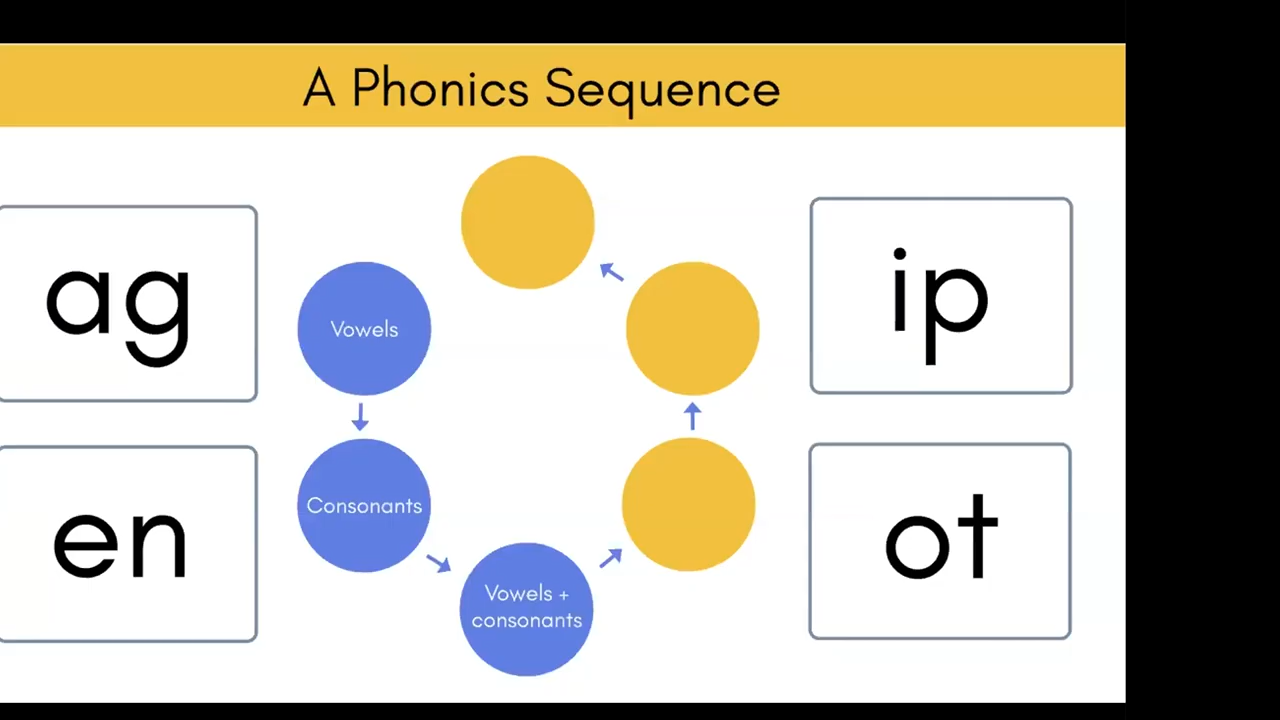 A Phonics Sequence
ag
Vowels
ip
Consonants
en
ot
Vowels +
consonants